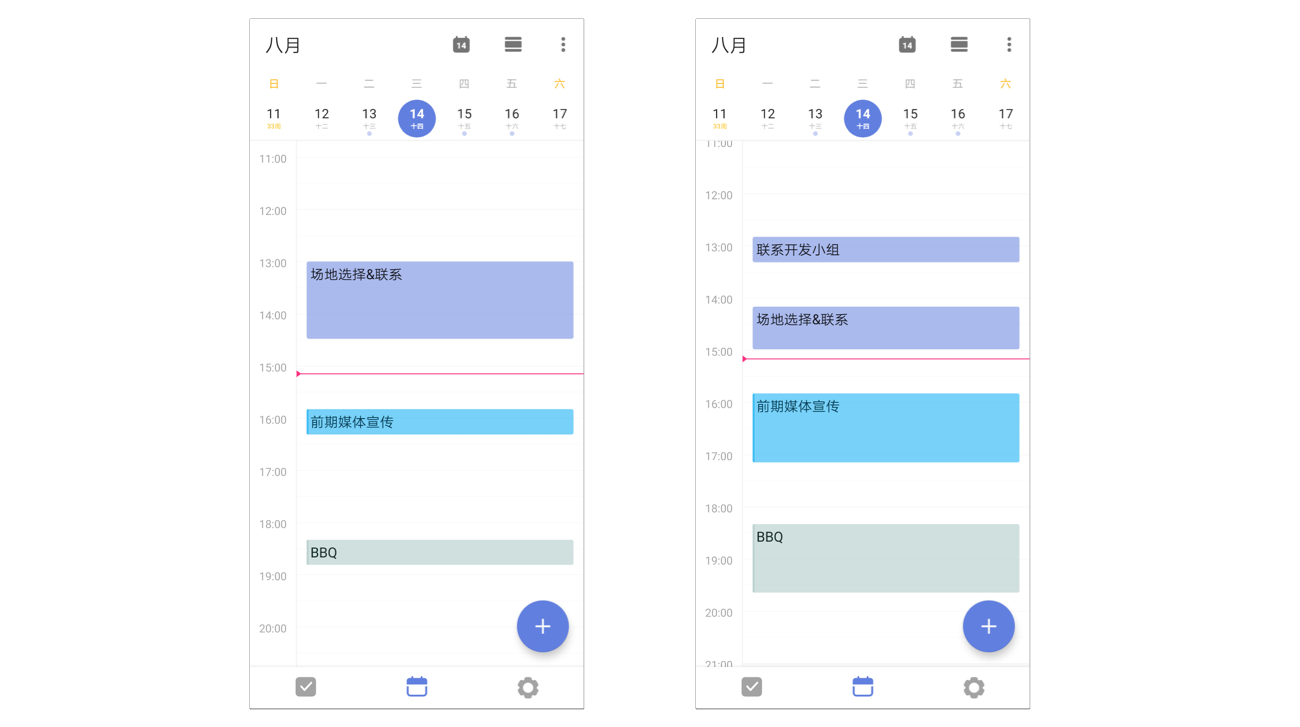 八月
14
日 一 二 三 四 五 六
11 12 13 14 15 16 17
33周 十二 十三 十四 十五 十六 十七
11:00
12:00
13:00
场地选择&联系
14:00
15:00
前期媒体宣传
16:00
17:00
18:00
BBQ
19:00
20:00
八月
14
日 一 二 三 四 五 六
11 12 13 14 15 16 17
33周 十二 十三 十四 十五 十六 十七
11:00
12:00
13:00
联系开发小组
14:00
场地选择&联系
15:00
16:00
前期媒体宣传
17:00
18:00
BBQ
19:00
20:00
21:00